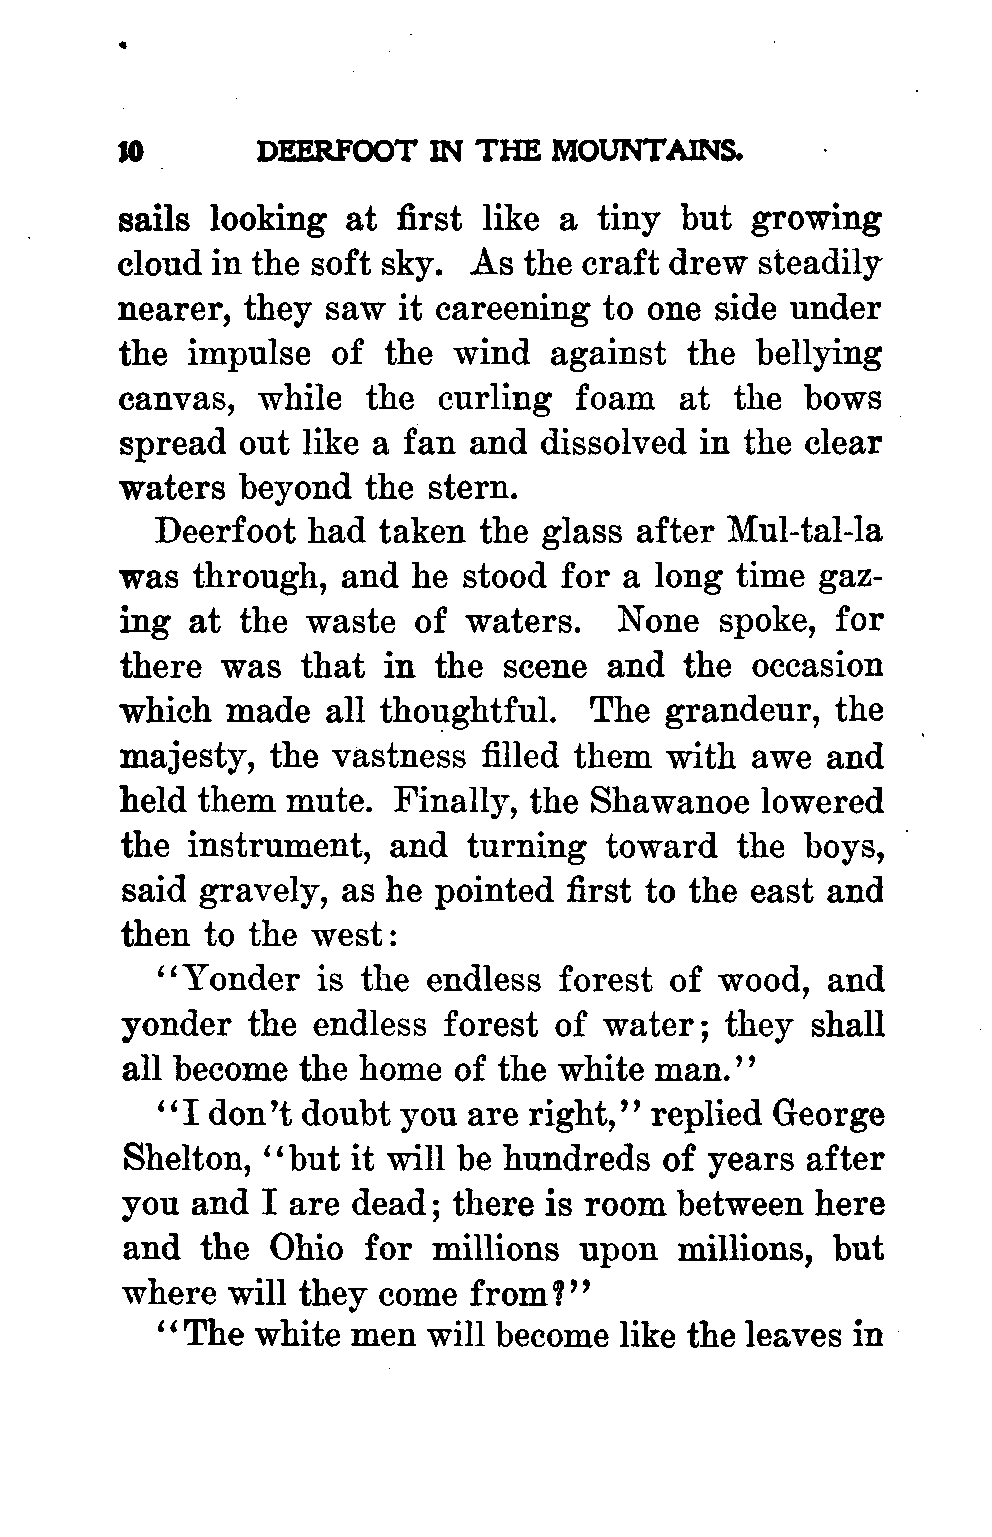 10 DEERFOOT IN THE MOUNTAINS.
sails looking at first like a tiny but growing
cloud in the soft sky. As the craft drew steadily
nearer, they saw it careening to one side under
the impulse of the wind against the bellying
canvas, while the curling foam at the bows
spread out like a fan and dissolved in the clear
waters beyond the stern.
Deerfoot had taken the glass after Mul-tal-la
was through, and he stood for a long time gaz-
ing at the waste of waters. None spoke, for
there was that in the scene and the occasion
which made all thoughtful. The grandeur, the
majesty, the vastness filled them with awe and
held them mute. Finally, the Shawanoe lowered
the instrument, and turning toward the boys,
said gravely, as he pointed first to the east and
then to the west:
“Yonder is the endless forest of wood, and
yonder the endless forest of water; they shall
all become the home of the white man.”
“I don’t doubt you are right,” replied George
Shelton, “but it will be hundreds of years after
you and I are dead; there is room between here
and the Ohio for millions upon millions, but
where will they come from?”
“The white men will become like the leaves in